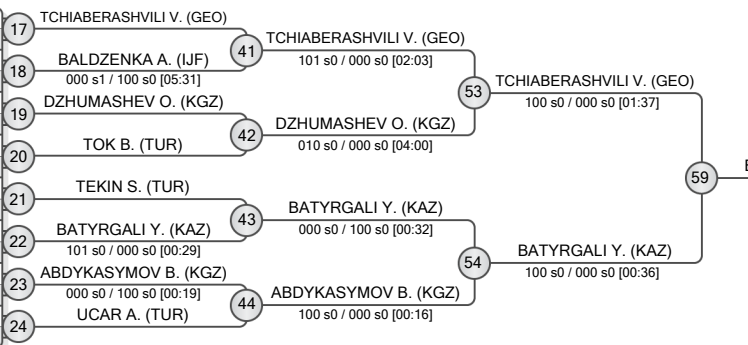 17
TCHIABERASHVILI V. (GEO)
18
BALDZENKA A. (IJF)
000 s1 / 100 s0 [05:31]
19
DZHUMASHEV O. (KGZ)
20
TOK B. (TUR)
21
TEKIN S. (TUR)
22
BATYRGALI Y. (KAZ)
101 s0 / 000 s0 [00:29]
23
ABDYKASYMOV B. (KGZ)
000 s0 / 100 s0 [00:19]
24
UCAR A. (TUR)
41
TCHIABERASHVILI V. (GEO)
101 s0 / 000 s0 [02:03]
42
DZHUMASHEV O. (KGZ)
010 s0 / 000 s0 [04:00]
43
BATYRGALI Y. (KAZ)
000 s0 / 100 s0 [00:32]
44
ABDYKASYMOV B. (KGZ)
100 s0 / 000 s0 [00:16]
53
TCHIABERASHVILI V. (GEO)
100 s0 / 000 s0 [01:37]
54
BATYRGALI Y. (KAZ)
100 s0 / 000 s0 [00:36]
59